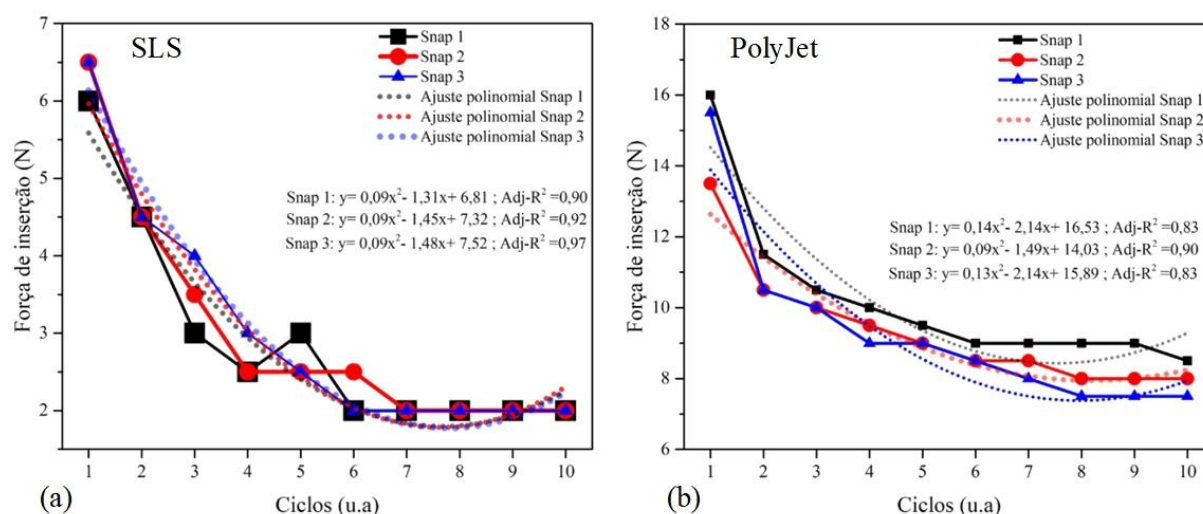 SLS
Snap 1
Snap 2
Snap 3
Ajuste polinomial Snap 1
Ajuste polinomial Snap 2
Ajuste polinomial Snap 3
Snap 1: y= 0,09x²- 1,31x+ 6,81 ; Adj-R² =0,90
Snap 2: y= 0,09x²- 1,45x+ 7,32 ; Adj-R² =0,92
Snap 3: y= 0,09x²- 1,48x+ 7,52 ; Adj-R² =0,97
Força de inserção (N)
7
6
5
4
3
2
1 2 3 4 5 6 7 8 9 10
Ciclos (u.a)
(a)
PolyJet
Snap 1
Snap 2
Snap 3
Ajuste polinomial Snap 1
Ajuste polinomial Snap 2
Ajuste polinomial Snap 3
Snap 1: y= 0,14x²- 2,14x+ 16,53 ; Adj-R² =0,83
Snap 2: y= 0,09x²- 1,49x+ 14,03 ; Adj-R² =0,90
Snap 3: y= 0,13x²- 2,14x+ 15,89 ; Adj-R² =0,83
Força de inserção (N)
18
16
14
12
10
8
6
1 2 3 4 5 6 7 8 9 10
Ciclos (u.a)
(b)